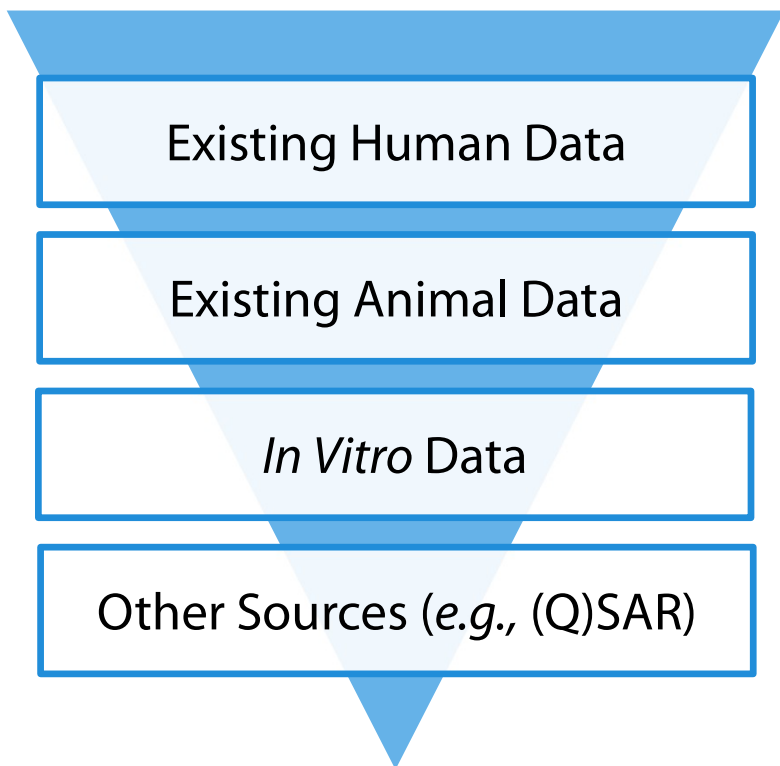 Existing Human Data
Existing Animal Data
In Vitro Data
Other Sources (e.g., (Q)SAR)